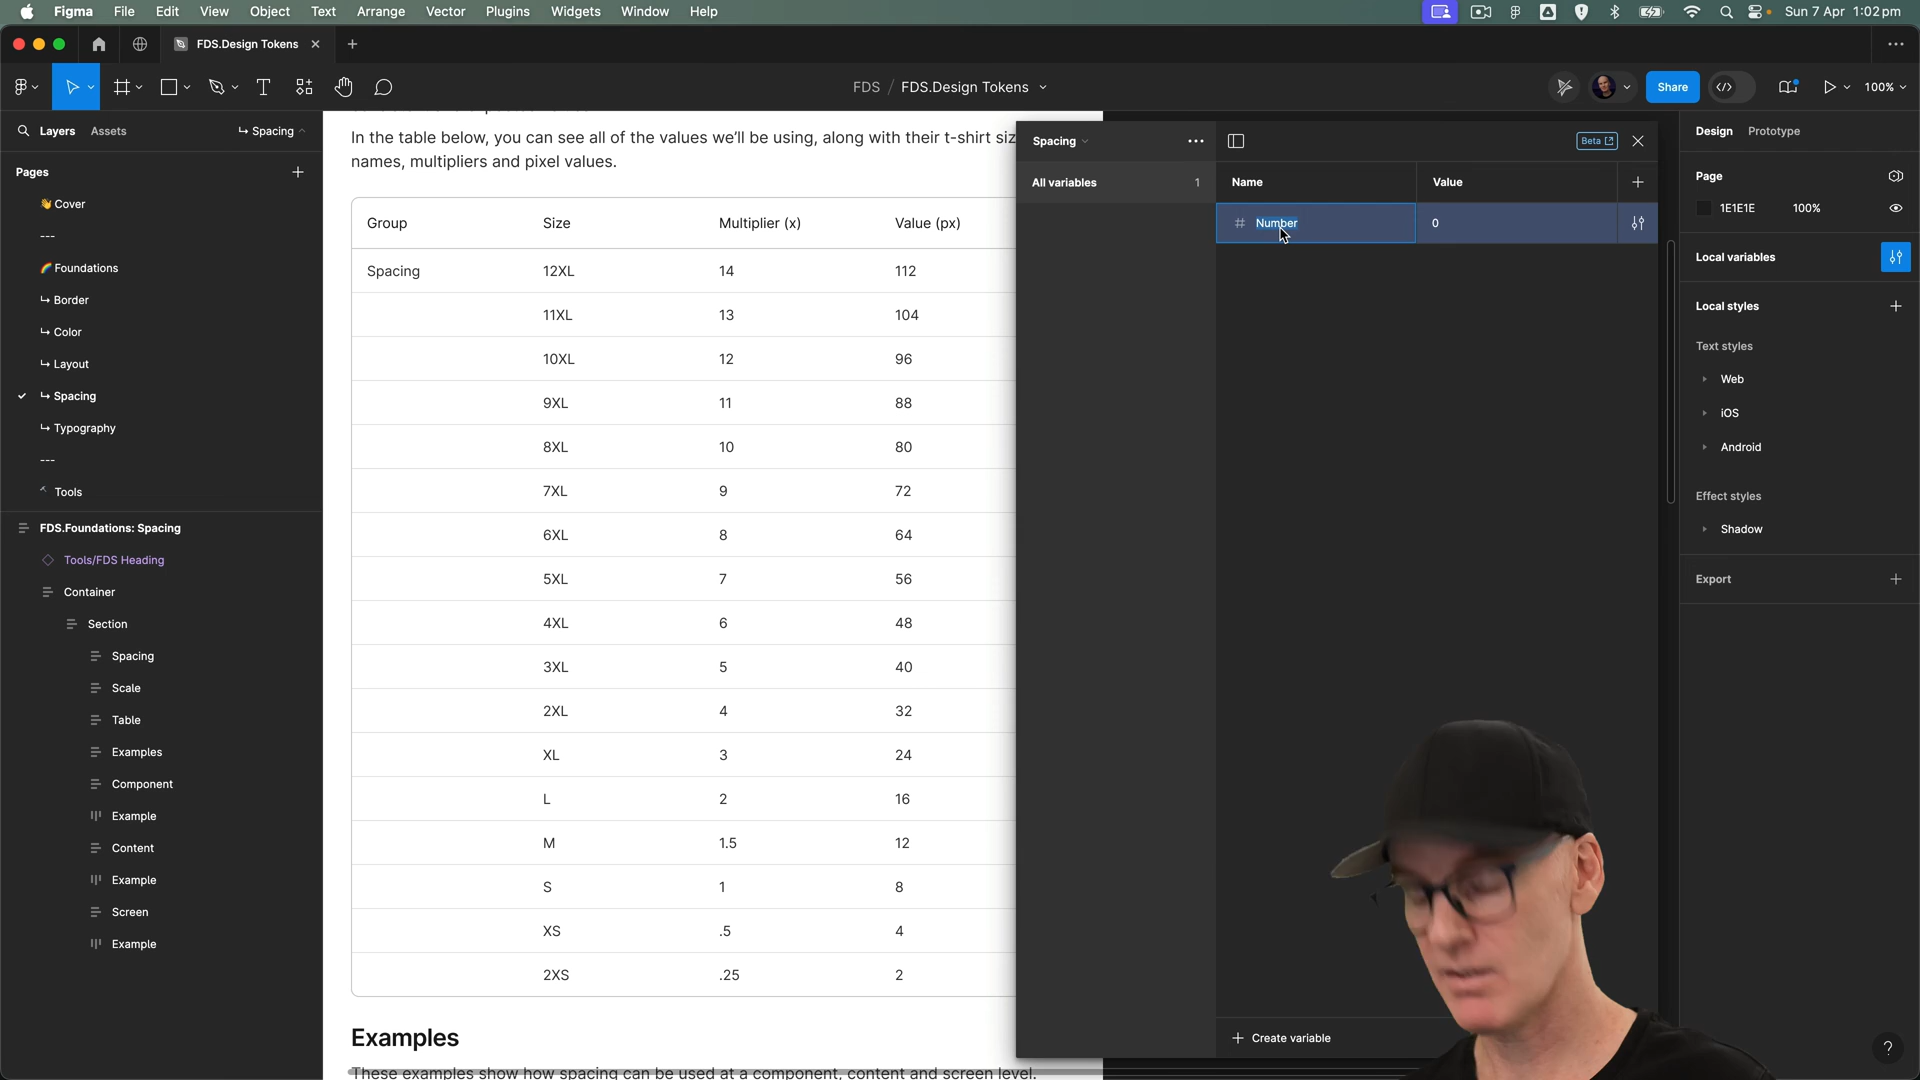 Figma File Edit View Object Text Arrange Vector Plugins Widgets Window Help Sun 7 Apr 1:02 pm
FDS.Design Tokens
FDS / FDS.Design Tokens Share 100%
Layers Assets ↳ Spacing
Pages
👋 Cover
---
🌈 Foundations
↳ Border
↳ Color
↳ Layout
↳ Spacing
↳ Typography
---
Tools
FDS.Foundations: Spacing
Tools/FDS Heading
Container
Section
Spacing
Scale
Table
Examples
Component
Example
Content
Example
Screen
Example
In the table below, you can see all of the values we'll be using, along with their t-shirt siz
names, multipliers and pixel values.
Group Size Multiplier (x) Value (px)
Spacing 12XL 14 112
11XL 13 104
10XL 12 96
9XL 11 88
8XL 10 80
7XL 9 72
6XL 8 64
5XL 7 56
4XL 6 48
3XL 5 40
2XL 4 32
XL 3 24
L 2 16
M 1.5 12
S 1 8
XS .5 4
2XS .25 2
Examples
These examples show how spacing can be used at a component, content and screen level.
Spacing Beta
All variables 1 Name Value
Number 0
Create variable
Design Prototype
Page
1E1E1E 100%
Local variables
Local styles
Text styles
Web
iOS
Android
Effect styles
Shadow
Export
?